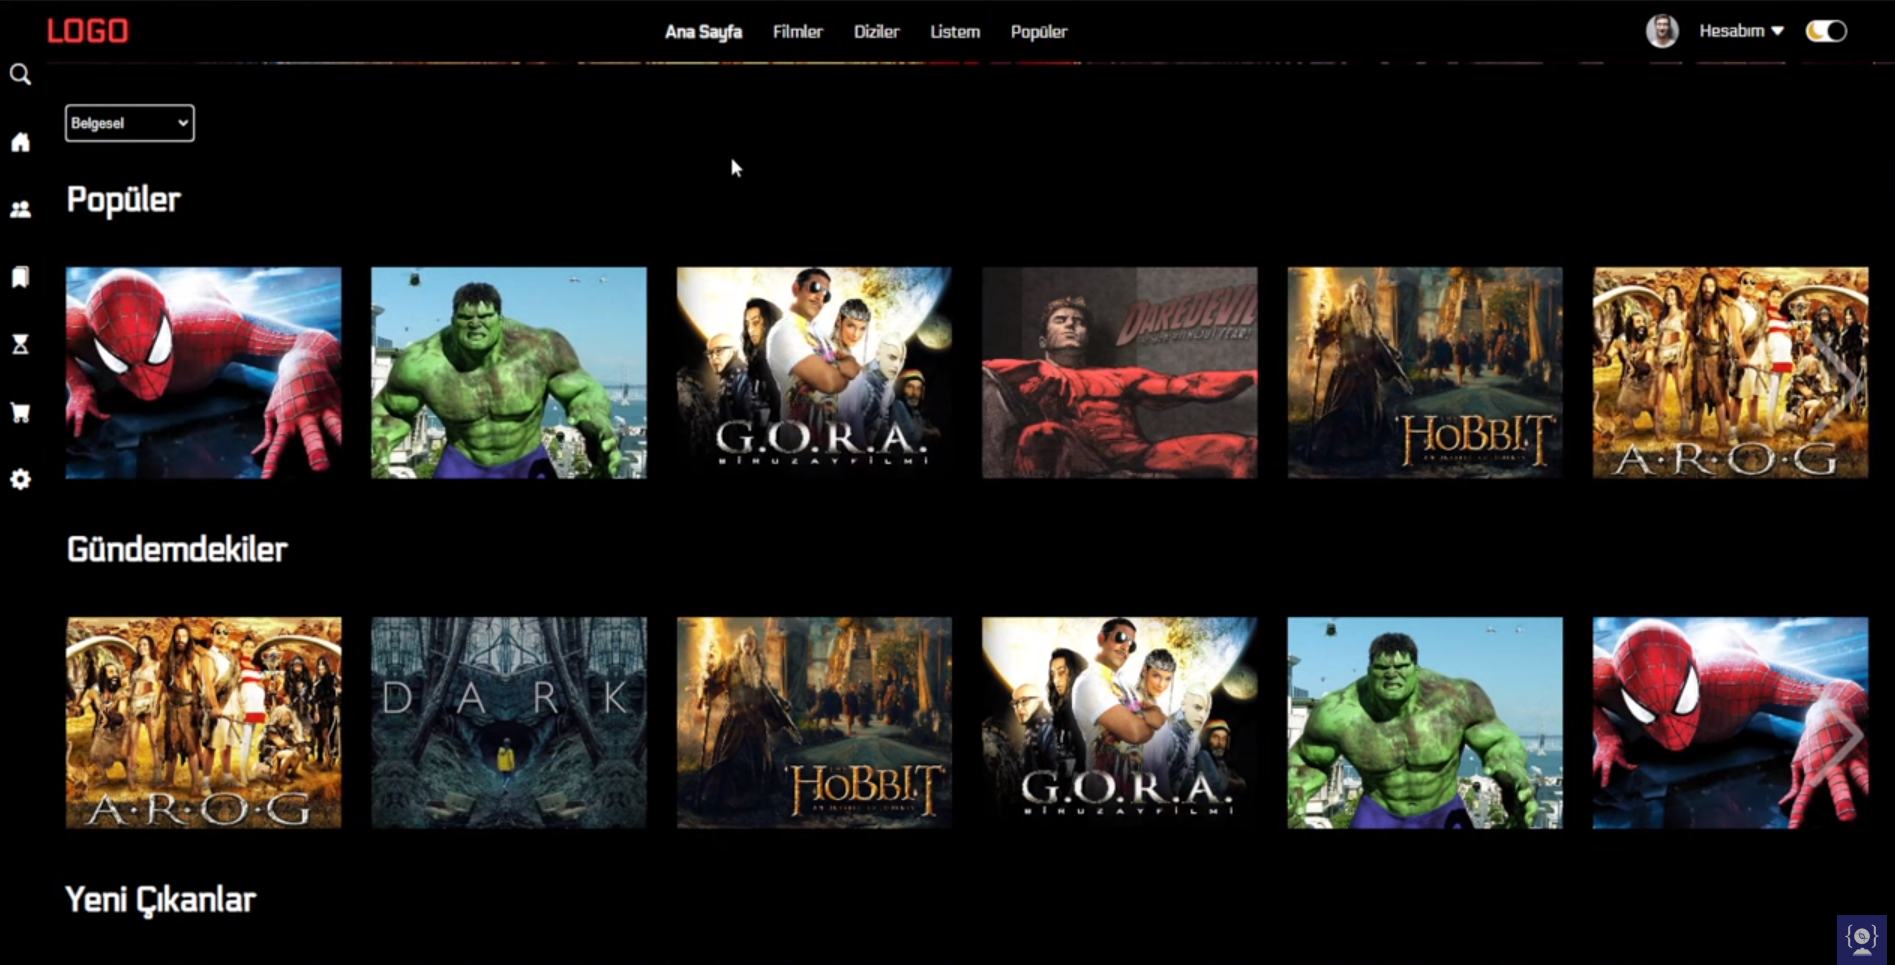 LOGO
Ana Sayfa
Filmler
Diziler
Listem
Popüler
Hesabım
Belgesel
Popüler
G.O.R.A.
BİR UZAY FİLMİ
DAREDEVIL
HOBBIT
A·R·O·G
Gündemdekiler
A·R·O·G
DARK
HOBBIT
G.O.R.A.
BİR UZAY FİLMİ
Yeni Çıkanlar